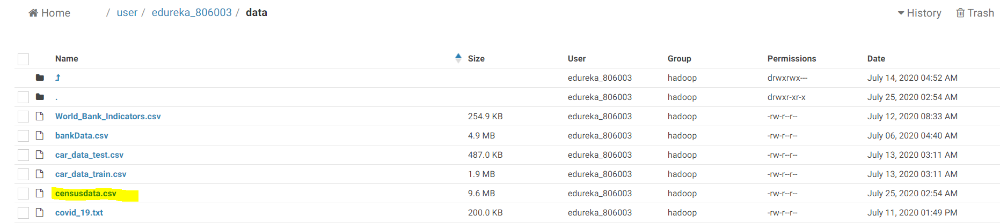 Home / user / edureka_806003 / data History Trash
Name Size User Group Permissions Date
edureka_806003 hadoop drwxrwx--- July 14, 2020 04:52 AM
. edureka_806003 hadoop drwxr-xr-x July 25, 2020 02:54 AM
World_Bank_Indicators.csv 254.9 KB edureka_806003 hadoop -rw-r--r-- July 12, 2020 08:33 AM
bankData.csv 4.9 MB edureka_806003 hadoop -rw-r--r-- July 06, 2020 04:40 AM
car_data_test.csv 487.0 KB edureka_806003 hadoop -rw-r--r-- July 13, 2020 03:11 AM
car_data_train.csv 1.9 MB edureka_806003 hadoop -rw-r--r-- July 13, 2020 03:11 AM
censusdata.csv 9.6 MB edureka_806003 hadoop -rw-r--r-- July 25, 2020 02:54 AM
covid_19.txt 200.0 KB edureka_806003 hadoop -rw-r--r-- July 11, 2020 01:49 PM